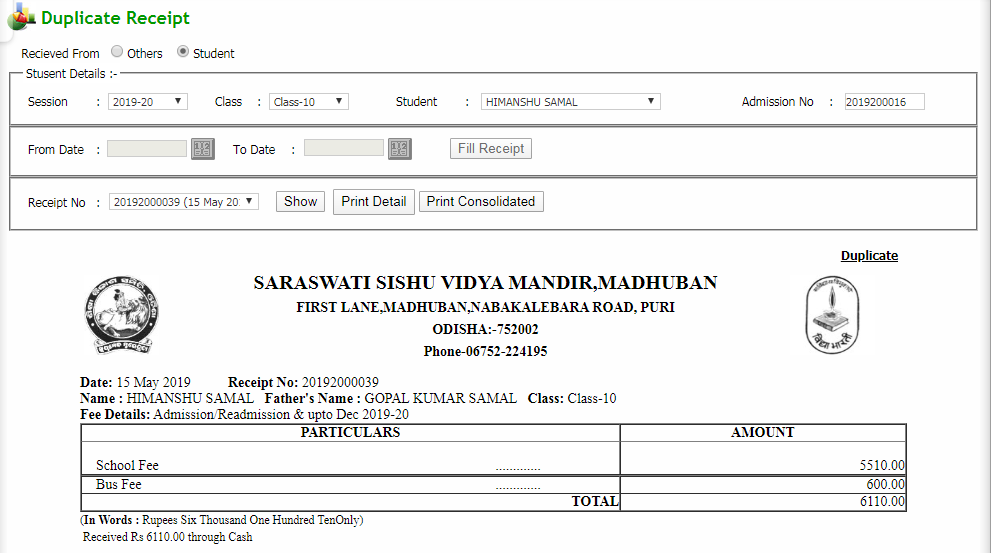 Duplicate Receipt
Recieved From Others Student
Stusent Details :-
Session : 2019-20 Class : Class-10 Student : HIMANSHU SAMAL Admission No : 2019200016
From Date : To Date : Fill Receipt
Receipt No : 20192000039 (15 May 20: Show Print Detail Print Consolidated
Duplicate
SARASWATI SISHU VIDYA MANDIR,MADHUBAN
FIRST LANE,MADHUBAN,NABAKALEBARA ROAD, PURI
ODISHA:-752002
Phone-06752-224195
Date: 15 May 2019 Receipt No: 20192000039
Name : HIMANSHU SAMAL Father's Name : GOPAL KUMAR SAMAL Class: Class-10
Fee Details: Admission/Readmission & upto Dec 2019-20
PARTICULARS AMOUNT
School Fee ............. 5510.00
Bus Fee ............. 600.00
TOTAL 6110.00
(In Words : Rupees Six Thousand One Hundred TenOnly)
Received Rs 6110.00 through Cash